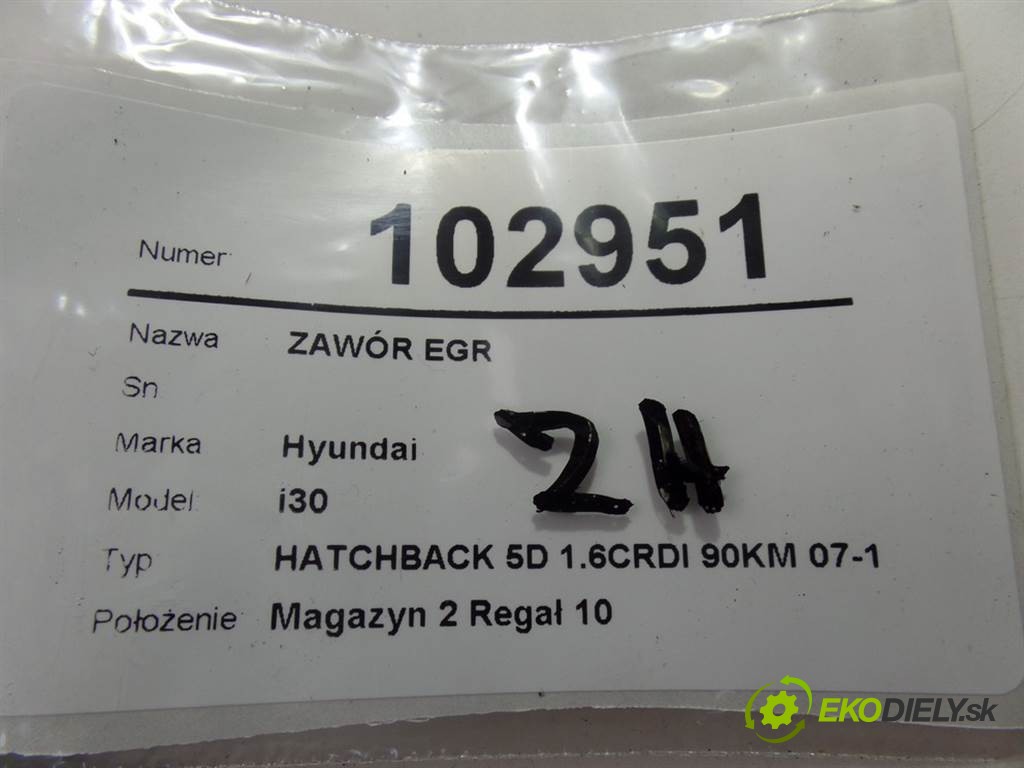 Numer 102951
Nazwa ZAWÓR EGR
Sn
Marka Hyundai
2H
Model i30
Typ HATCHBACK 5D 1.6CRDI 90KM 07-1
Położenie Magazyn 2 Regał 10
EKODIELY.sk